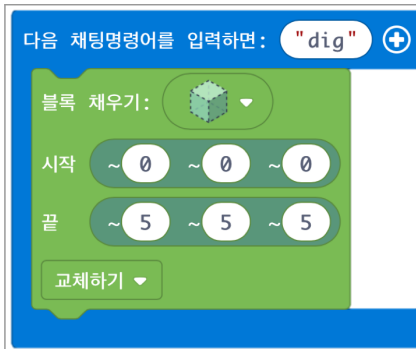 다음 채팅명령어를 입력하면: "dig"
블록 채우기:
시작 ~0 ~0 ~0
끝 ~5 ~5 ~5
교체하기